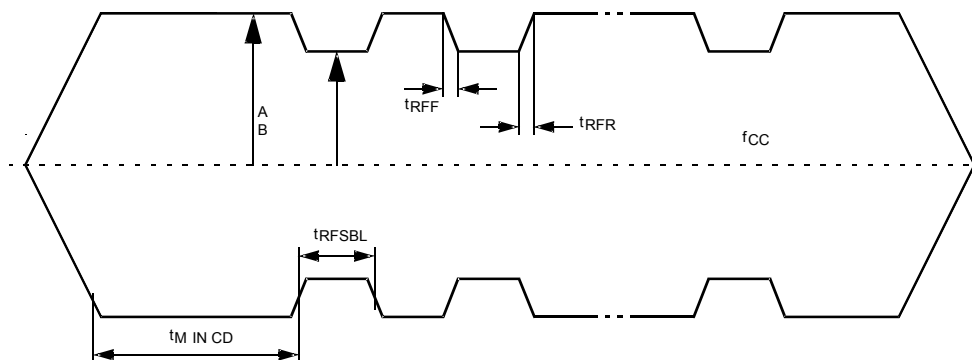 A
B
tRFF
tRFR
fCC
tRFSBL
tM IN CD